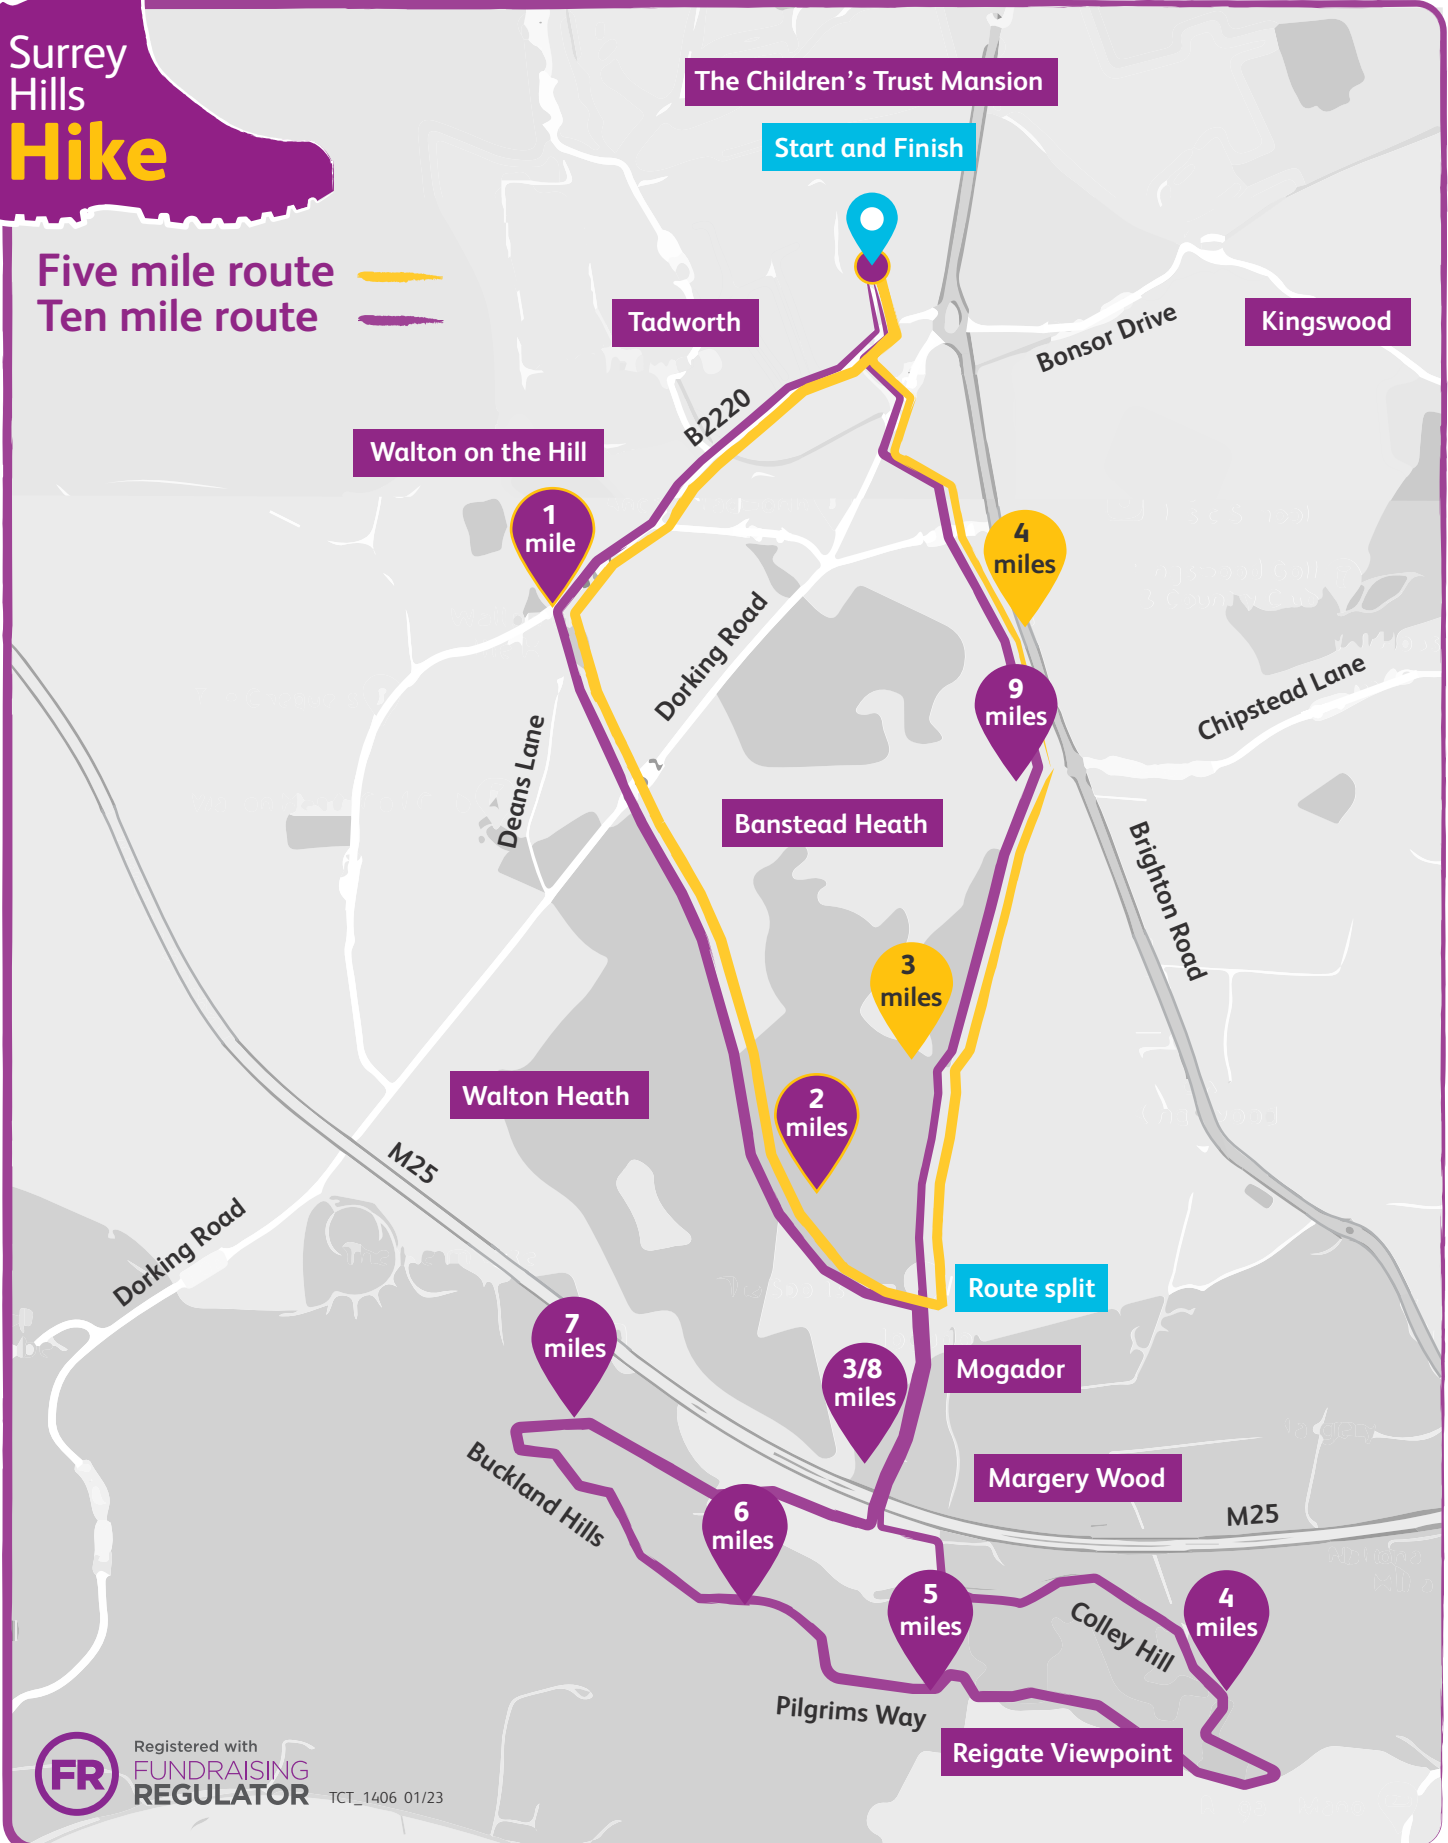 Surrey
Hills
Hike
The Children's Trust Mansion
Start and Finish
Five mile route
Ten mile route
Tadworth
Kingswood
Bonsor Drive
B2220
Walton on the Hill
1
mile
4
miles
Dorking Road
9
miles
Chipstead Lane
Deans Lane
Banstead Heath
Brighton Road
3
miles
Walton Heath
2
miles
M25
Dorking Road
Route split
7
miles
3/8
miles
Mogador
Buckland Hills
Margery Wood
6
miles
M25
5
miles
Colley Hill
4
miles
Pilgrims Way
Reigate Viewpoint
FR
Registered with
FUNDRAISING
REGULATOR
TCT_1406 01/23